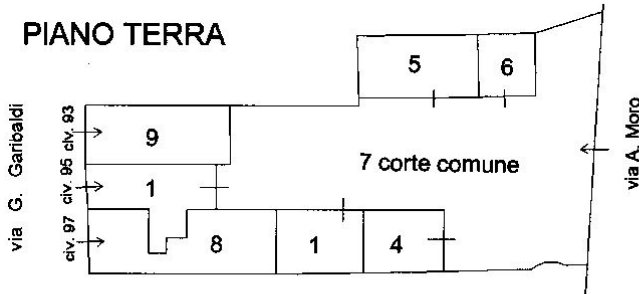 PIANO TERRA
5
6
via G. Garibaldi
civ. 93
9
civ. 95
1
7 corte comune
via A. Moro
civ. 97
8
1
4